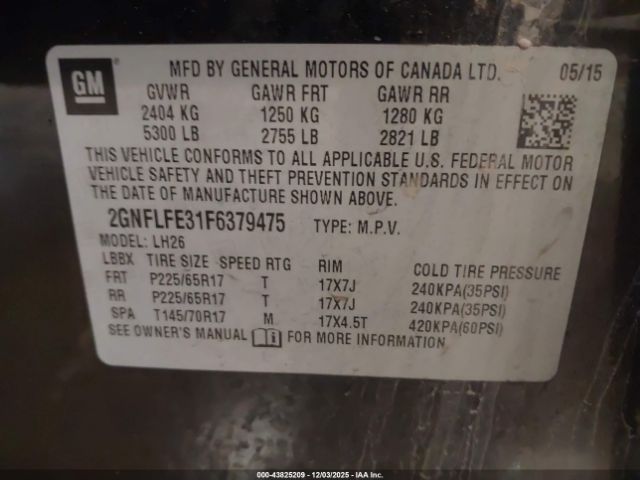 GM
MFD BY GENERAL MOTORS OF CANADA LTD. 05/15
GVWR GAWR FRT GAWR RR
2404 KG 1250 KG 1280 KG
5300 LB 2755 LB 2821 LB
THIS VEHICLE CONFORMS TO ALL APPLICABLE U.S. FEDERAL MOTOR
VEHICLE SAFETY AND THEFT PREVENTION STANDARDS IN EFFECT ON
THE DATE OF MANUFACTURE SHOWN ABOVE.
2GNFLFE31F6379475 TYPE: M.P.V.
MODEL: LH26
LBBX TIRE SIZE SPEED RTG RIM COLD TIRE PRESSURE
FRT P225/65R17 T 17X7J 240KPA(35PSI)
RR P225/65R17 T 17X7J 240KPA(35PSI)
SPA T145/70R17 M 17X4.5T 420KPA(60PSI)
SEE OWNER'S MANUAL i FOR MORE INFORMATION
000-43825209 - 12/03/2025 - IAA Inc.